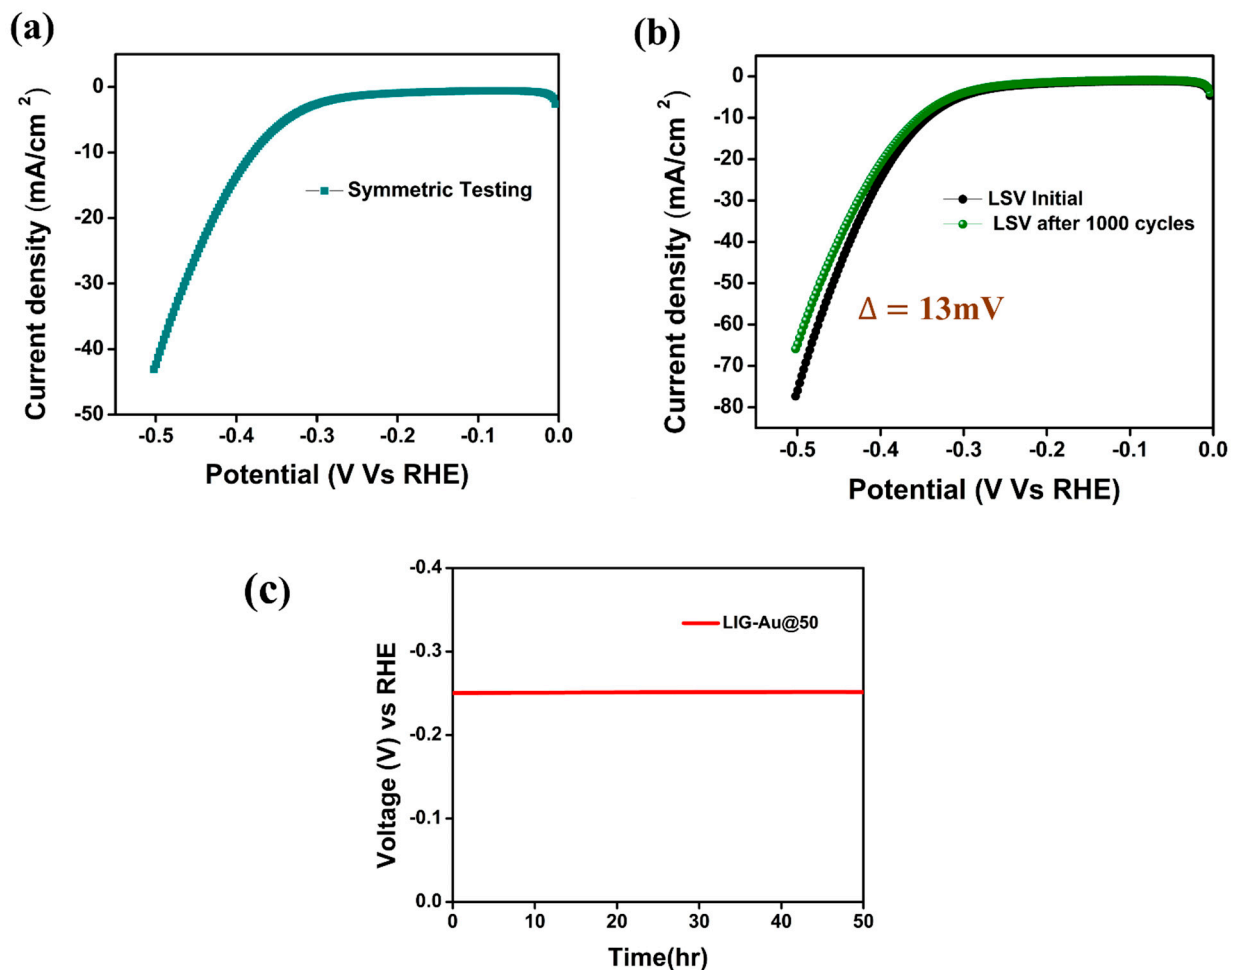 (a)
0
-10
-20
-30
-40
-50
Current density (mA/cm ²)
Symmetric Testing
-0.5 -0.4 -0.3 -0.2 -0.1 0.0
Potential (V Vs RHE)
(b)
0
-10
-20
-30
-40
-50
-60
-70
-80
Current density (mA/cm ²)
LSV Initial
LSV after 1000 cycles
Δ = 13mV
-0.5 -0.4 -0.3 -0.2 -0.1 0.0
Potential (V Vs RHE)
(c)
-0.4
-0.3
-0.2
-0.1
0.0
Voltage (V) vs RHE
LIG-Au@50
0 10 20 30 40 50
Time(hr)